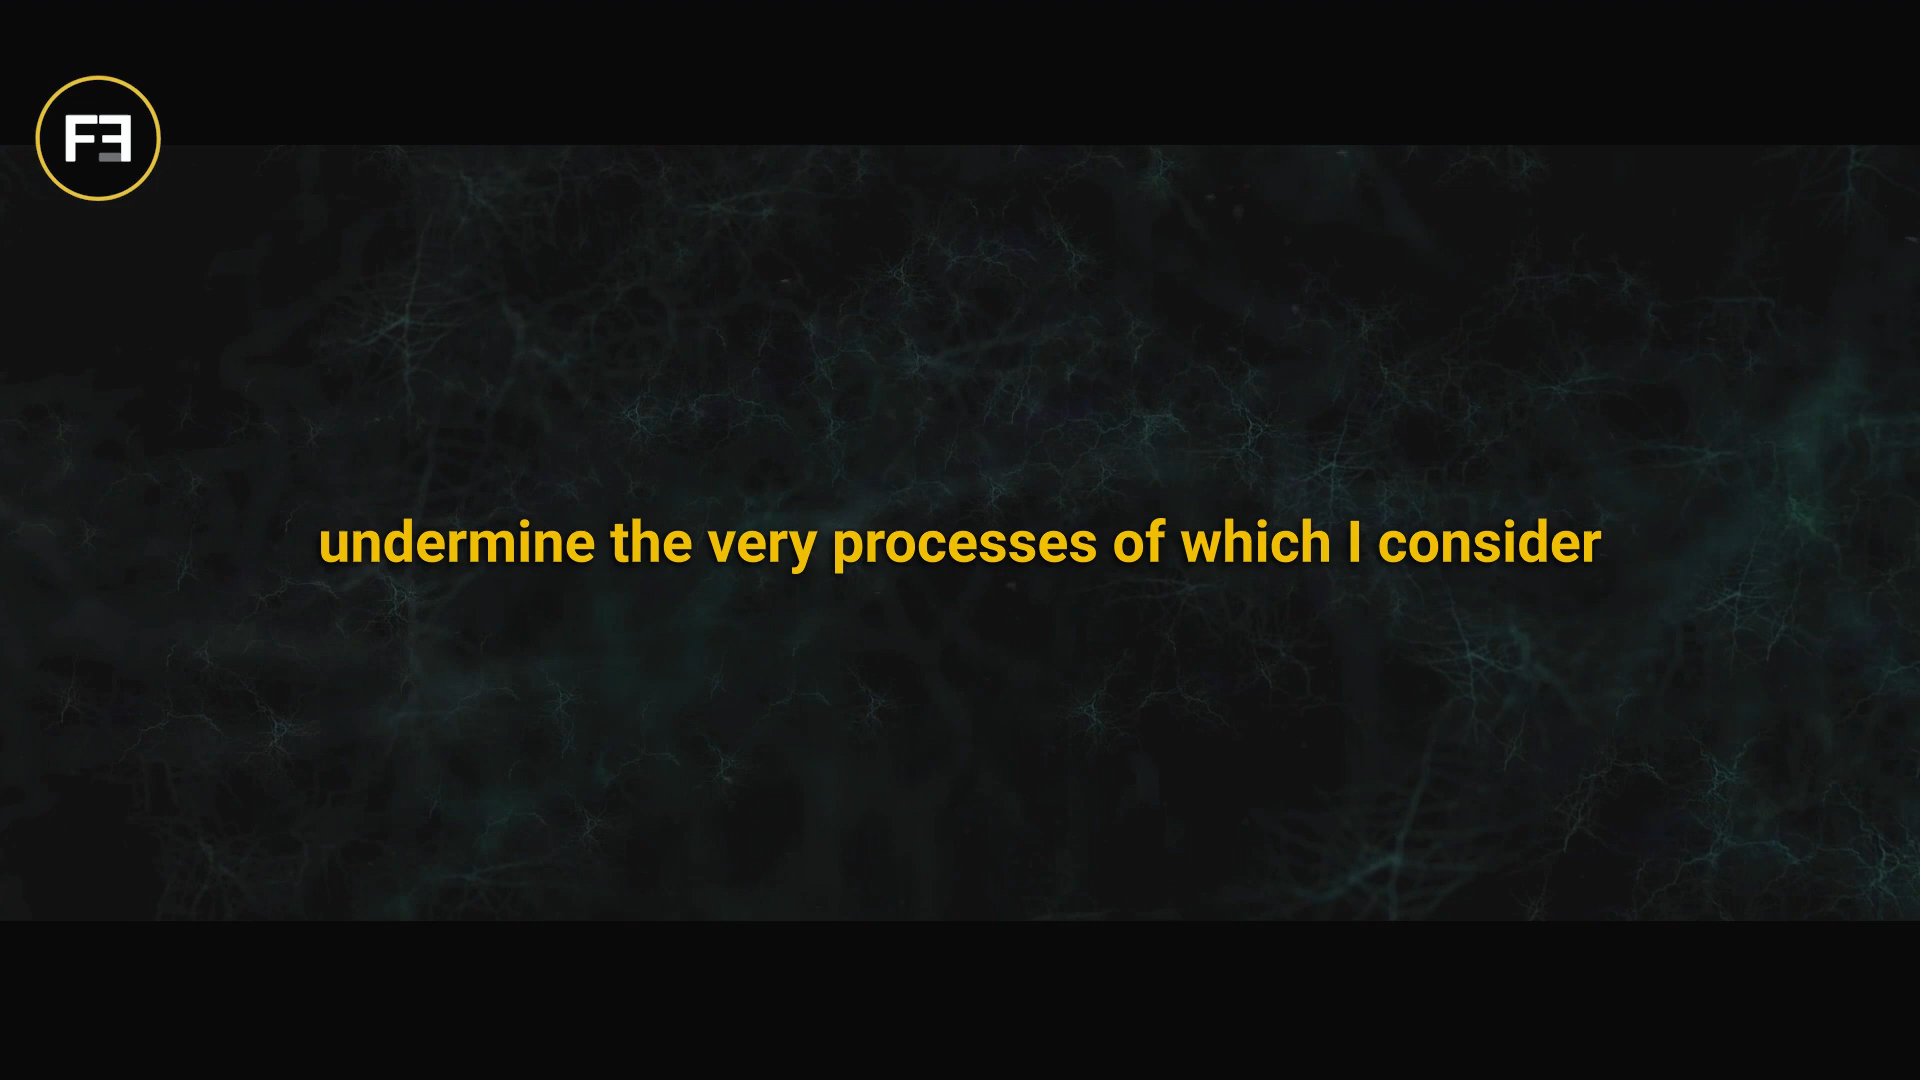 undermine the very processes of which I consider